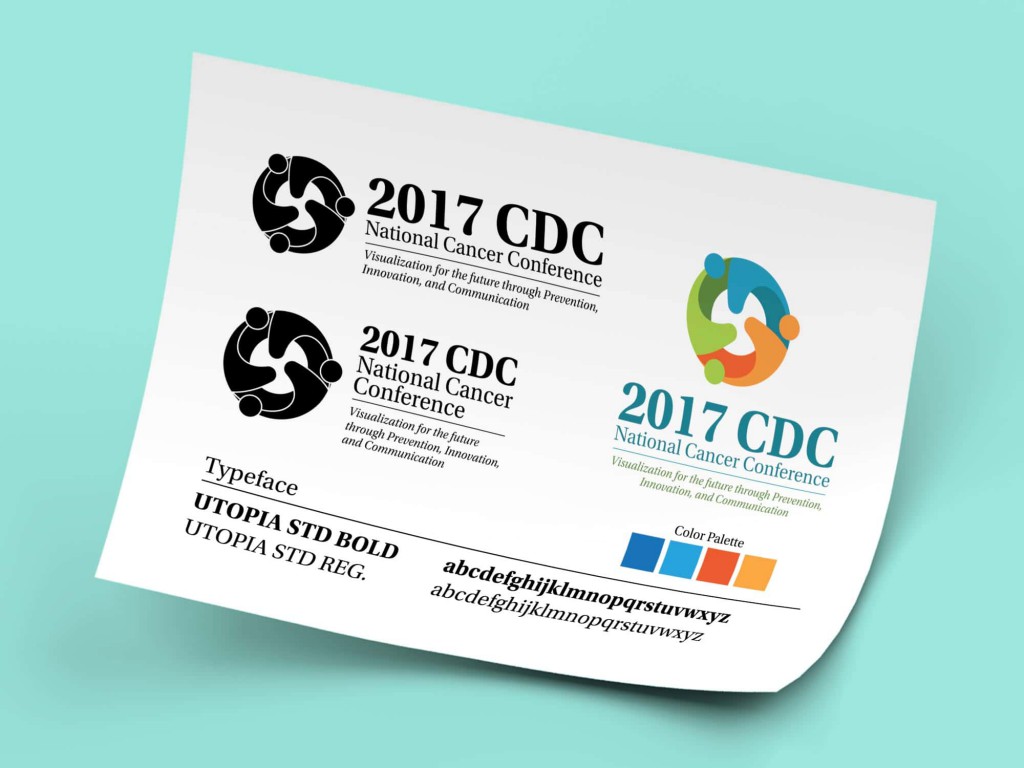 2017 CDC
National Cancer Conference
Visualization for the future through Prevention,
Innovation, and Communication
2017 CDC
National Cancer
Conference
Visualization for the future
through Prevention, Innovation,
and Communication
2017 CDC
National Cancer Conference
Visualization for the future through Prevention,
Innovation, and Communication
Color Palette
Typeface
UTOPIA STD BOLD
UTOPIA STD REG.
abcdefghijklmnopqrstuvwxyz
abcdefghijklmnopqrstuvwxyz